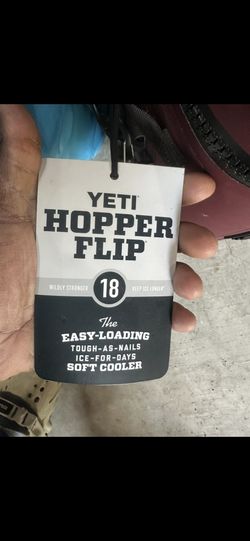 YETI
HOPPER
FLIP
WILDLY STRONGER 18 KEEP ICE LONGER
The
EASY-LOADING
TOUGH-AS-NAILS
ICE-FOR-DAYS
SOFT COOLER